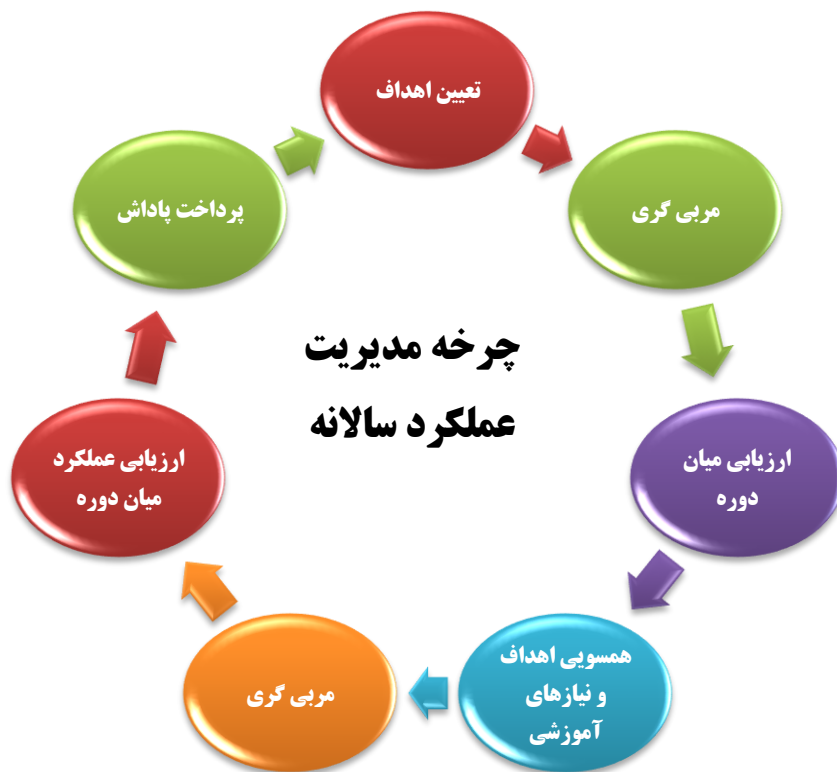 تعیین اهداف
مربی گری
ارزیابی میان
دوره
همسویی اهداف
و نیازهای
آموزشی
مربی گری
ارزیابی عملکرد
میان دوره
پرداخت پاداش
چرخه مدیریت
عملکرد سالانه